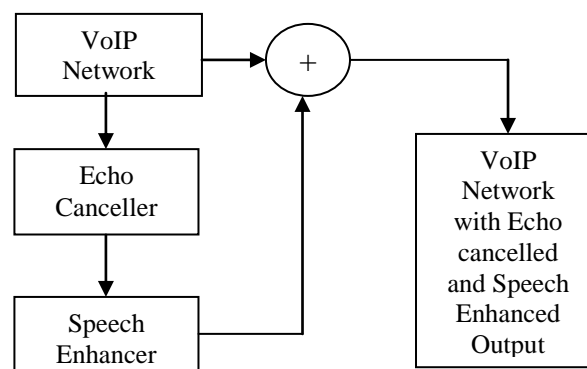 VoIP
Network
+
Echo
Canceller
Speech
Enhancer
VoIP
Network
with Echo
cancelled
and Speech
Enhanced
Output